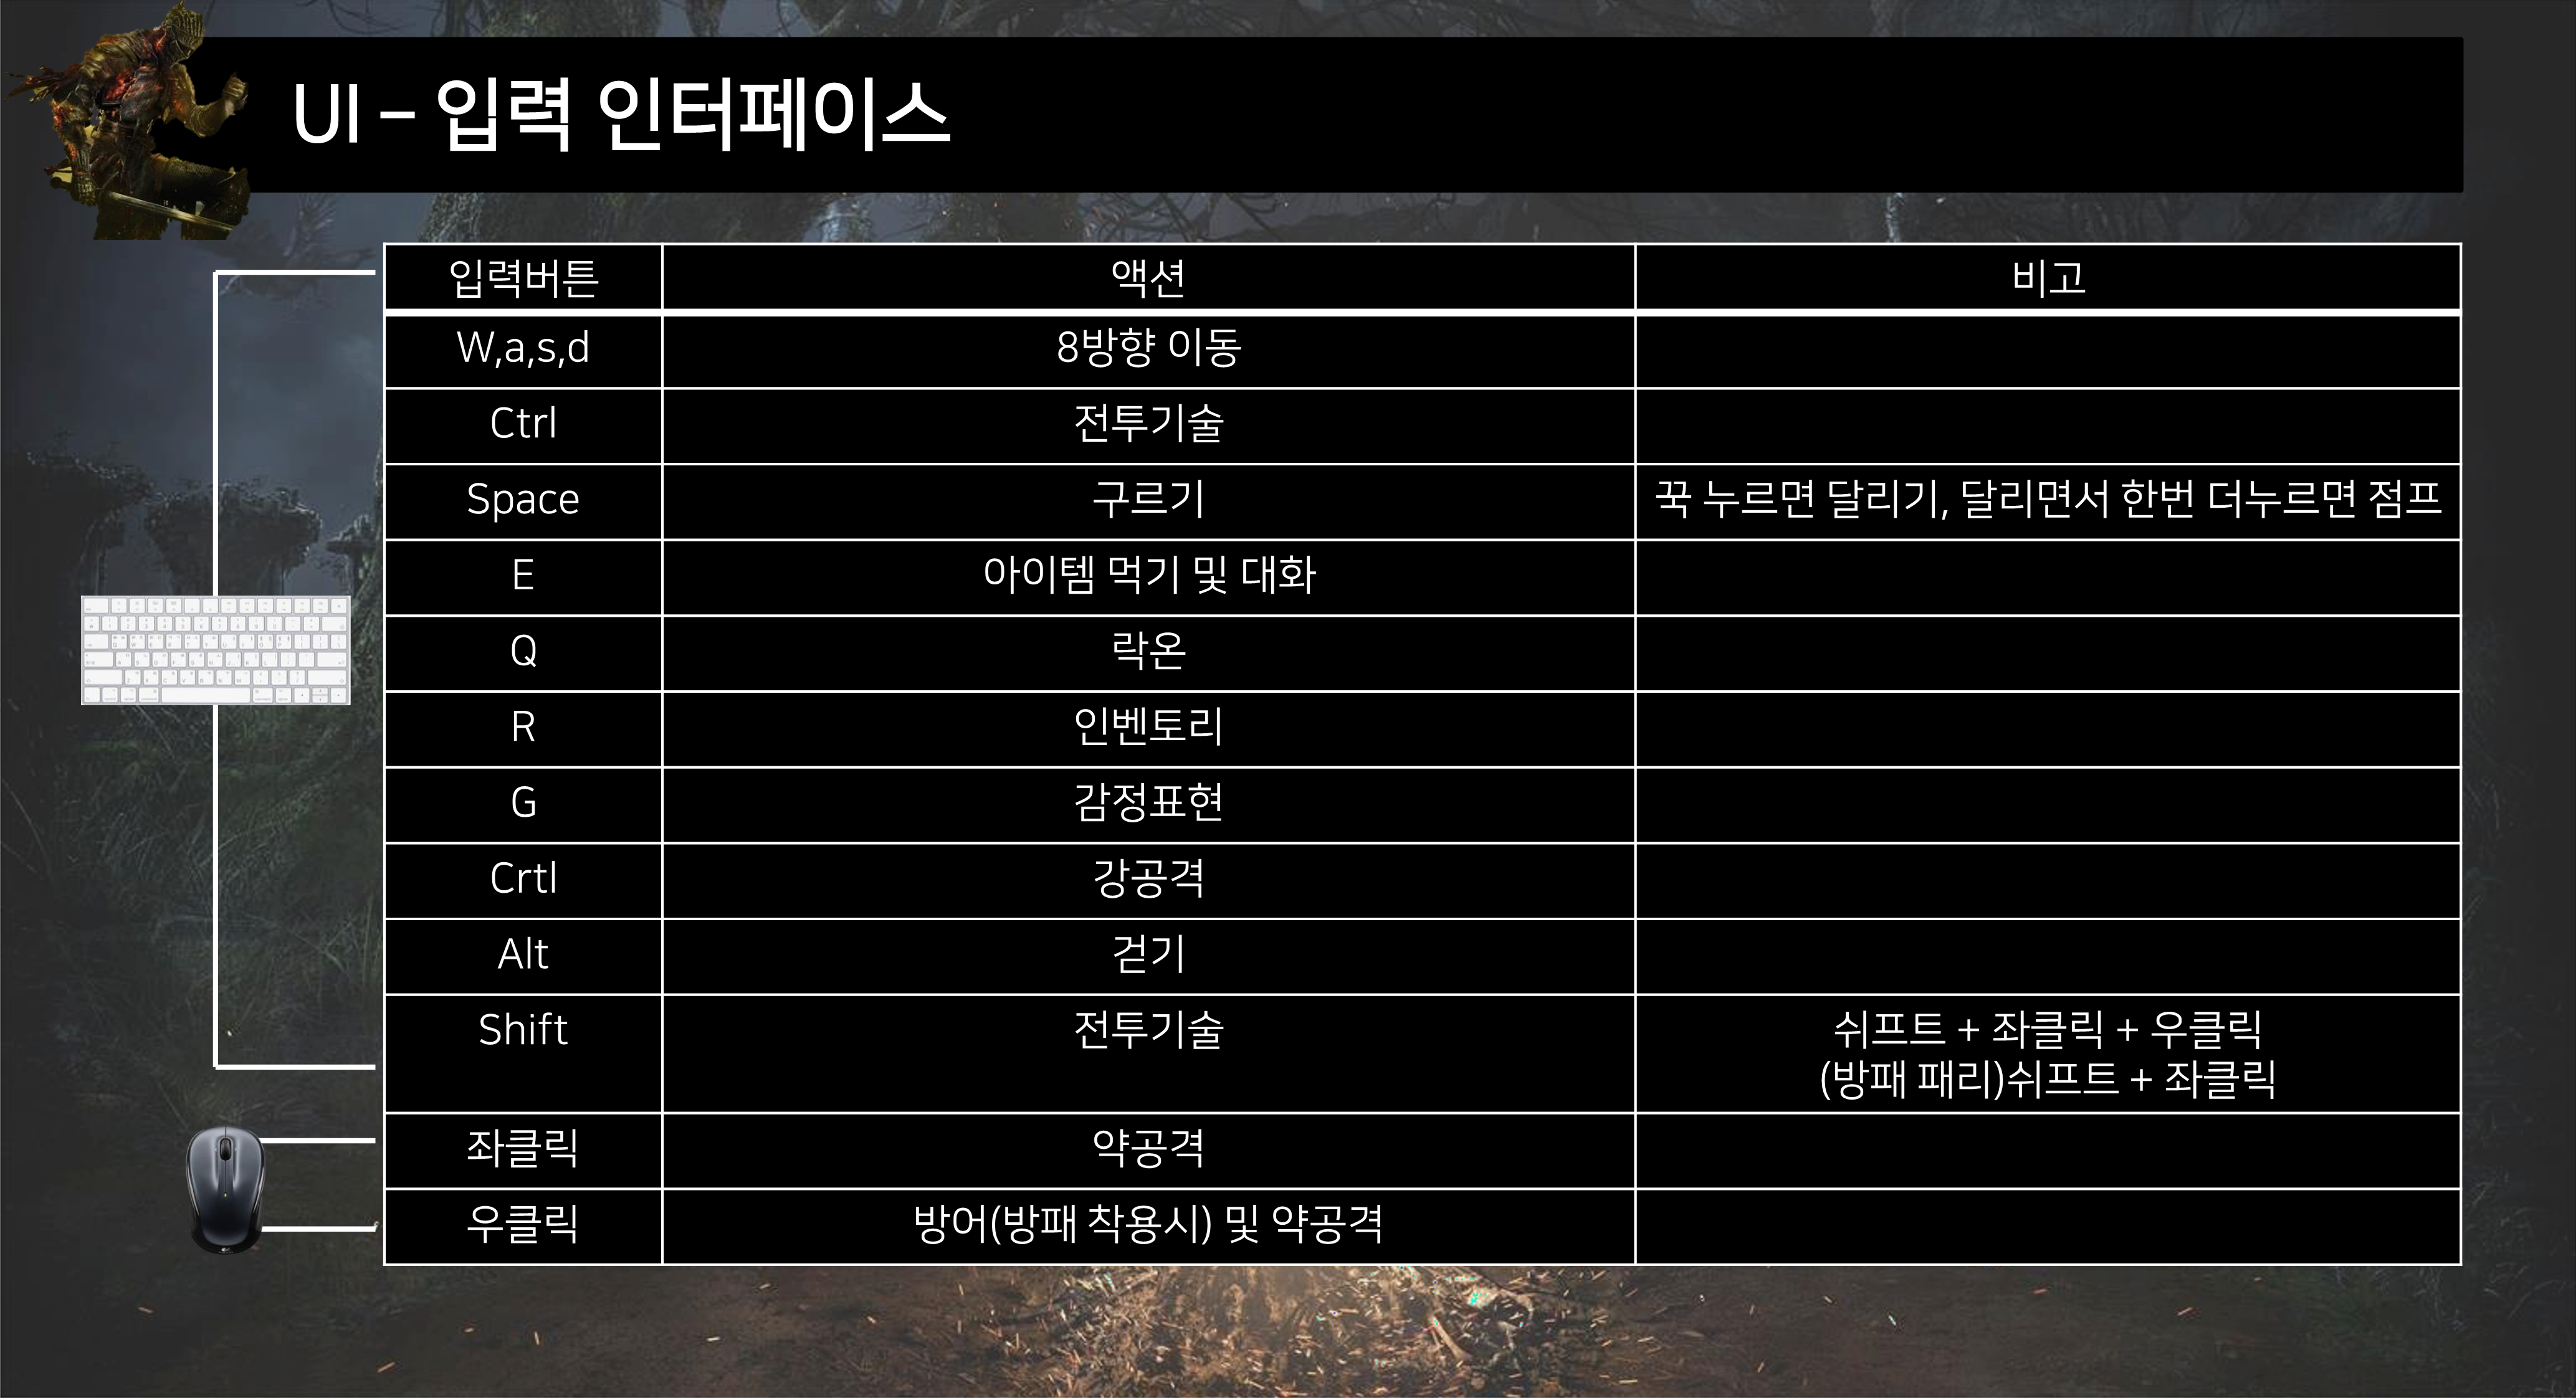 UI – 입력 인터페이스
입력버튼 액션 비고
W,a,s,d 8방향 이동
Ctrl 전투기술
Space 구르기 꾹 누르면 달리기, 달리면서 한번 더누르면 점프
E 아이템 먹기 및 대화
Q 락온
R 인벤토리
G 감정표현
Crtl 강공격
Alt 걷기
Shift 전투기술 쉬프트 + 좌클릭 + 우클릭
(방패 패리)쉬프트 + 좌클릭
좌클릭 약공격
우클릭 방어(방패 착용시) 및 약공격